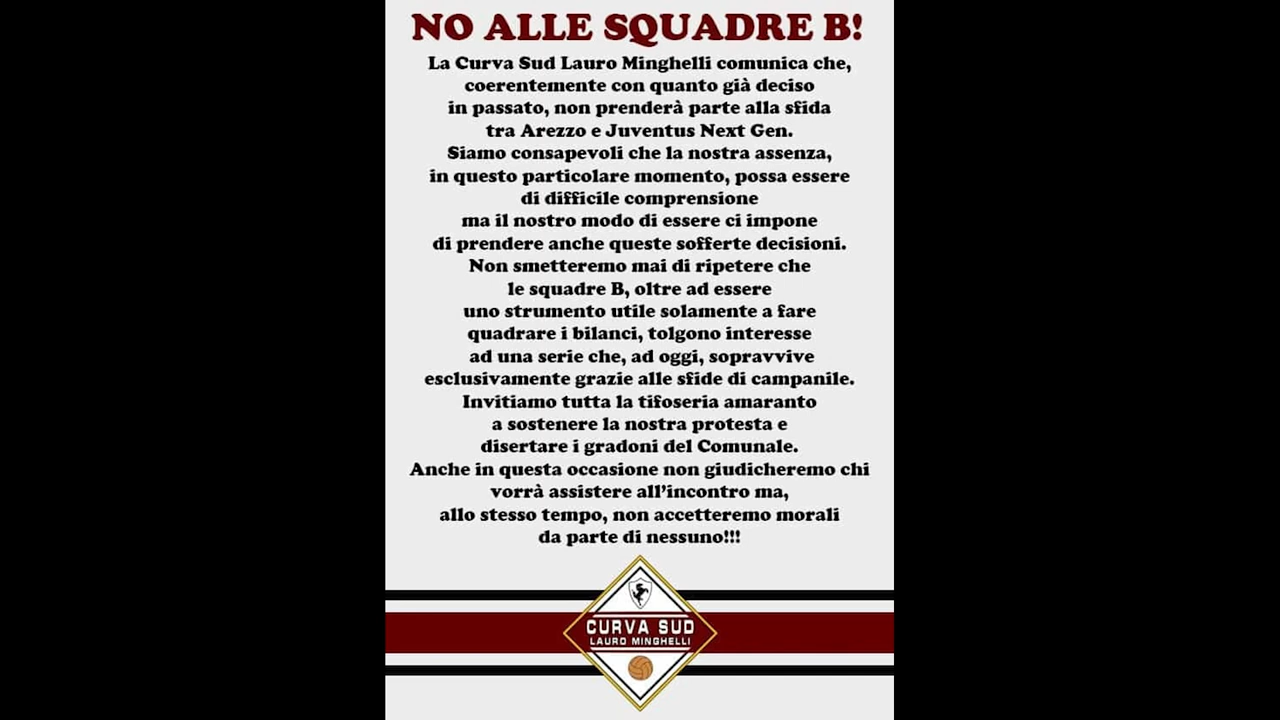 NO ALLE SQUADRE B!
La Curva Sud Lauro Minghelli comunica che,
coerentemente con quanto già deciso
in passato, non prenderà parte alla sfida
tra Arezzo e Juventus Next Gen.
Siamo consapevoli che la nostra assenza,
in questo particolare momento, possa essere
di difficile comprensione
ma il nostro modo di essere ci impone
di prendere anche queste sofferte decisioni.
Non smetteremo mai di ripetere che
le squadre B, oltre ad essere
uno strumento utile solamente a fare
quadrare i bilanci, tolgono interesse
ad una serie che, ad oggi, sopravvive
esclusivamente grazie alle sfide di campanile.
Invitiamo tutta la tifoseria amaranto
a sostenere la nostra protesta e
disertare i gradoni del Comunale.
Anche in questa occasione non giudicheremo chi
vorrà assistere all'incontro ma,
allo stesso tempo, non accetteremo morali
da parte di nessuno!!!
CURVA SUD
LAURO MINGHELLI